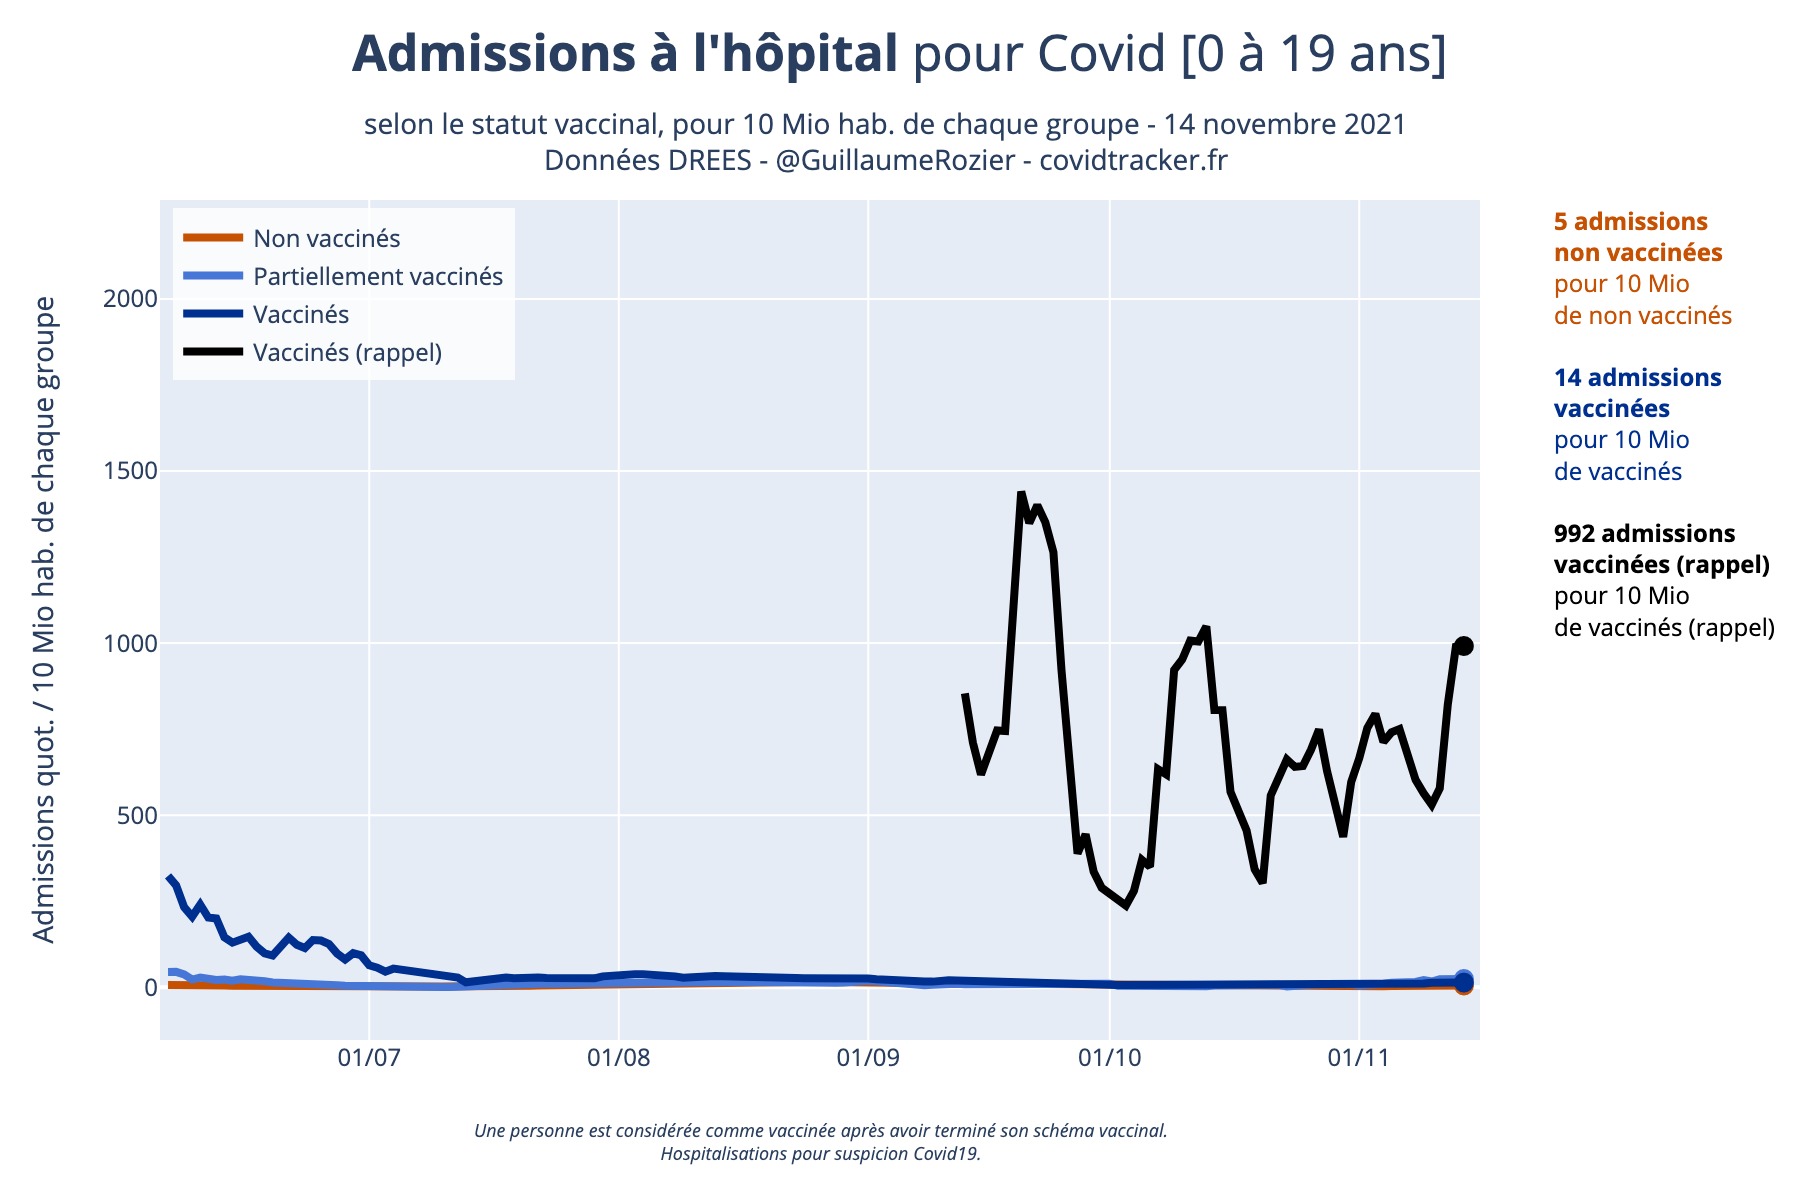 Admissions à l'hôpital pour Covid [0 à 19 ans]
selon le statut vaccinal, pour 10 Mio hab. de chaque groupe - 14 novembre 2021
Données DREES - @GuillaumeRozier - covidtracker.fr
Non vaccinés
Partiellement vaccinés
Vaccinés
Vaccinés (rappel)
Admissions quot. / 10 Mio hab. de chaque groupe
2000
1500
1000
500
0
01/07
01/08
01/09
01/10
01/11
5 admissions
non vaccinées
pour 10 Mio
de non vaccinés
14 admissions
vaccinées
pour 10 Mio
de vaccinés
992 admissions
vaccinées (rappel)
pour 10 Mio
de vaccinés (rappel)
Une personne est considérée comme vaccinée après avoir terminé son schéma vaccinal.
Hospitalisations pour suspicion Covid19.